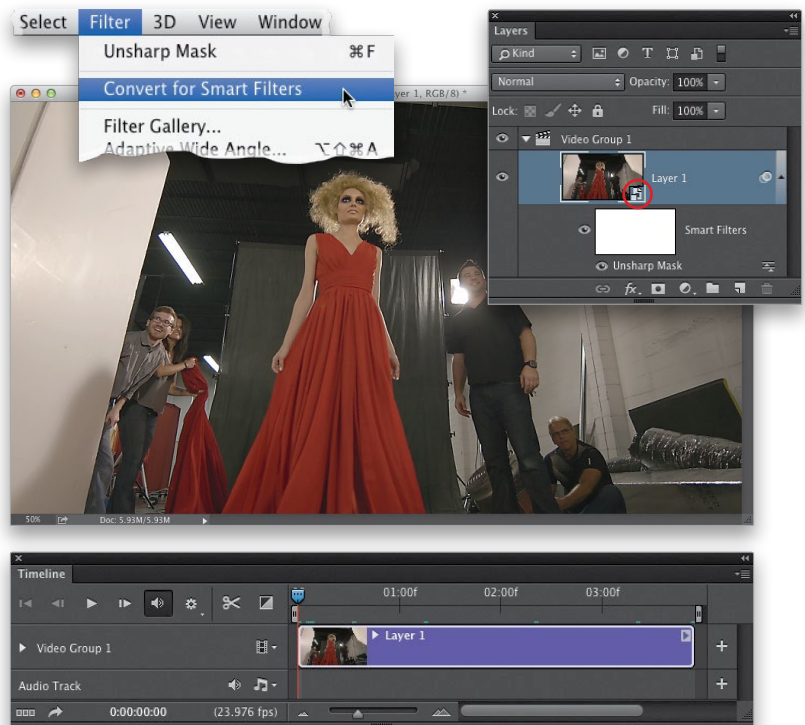 Select Filter 3D View Window
Unsharp Mask ⌘F
Convert for Smart Filters
Filter Gallery...
Adaptive Wide Angle... ⌥⇧⌘A
yer 1, RGB/8) *
Layers
Kind
Normal Opacity: 100%
Lock: Fill: 100%
Video Group 1
Layer 1
Smart Filters
Unsharp Mask
fx
50% Doc: 5.93M/5.93M
Timeline
01:00f 02:00f 03:00f
Video Group 1 Layer 1
Audio Track
0:00:00:00 (23.976 fps)